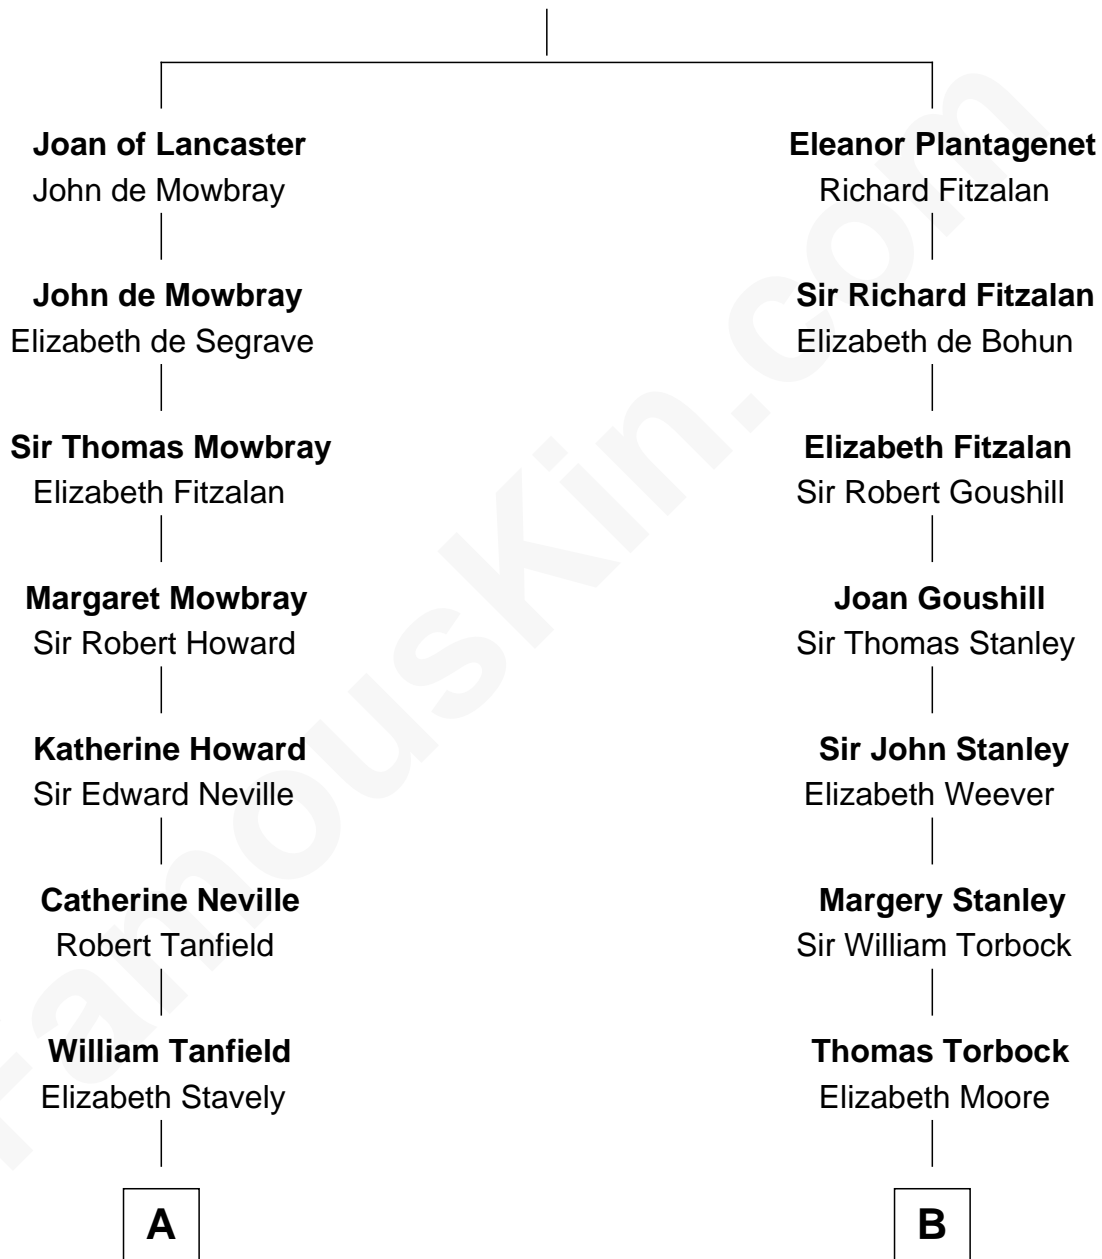 Joan of Lancaster
John de Mowbray
Eleanor Plantagenet
Richard Fitzalan
John de Mowbray
Elizabeth de Segrave
Sir Richard Fitzalan
Elizabeth de Bohun
Sir Thomas Mowbray
Elizabeth Fitzalan
Elizabeth Fitzalan
Sir Robert Goushill
Margaret Mowbray
Sir Robert Howard
Joan Goushill
Sir Thomas Stanley
Katherine Howard
Sir Edward Neville
Sir John Stanley
Elizabeth Weever
Catherine Neville
Robert Tanfield
Margery Stanley
Sir William Torbock
William Tanfield
Elizabeth Stavely
Thomas Torbock
Elizabeth Moore
A
B
FamousKin.com